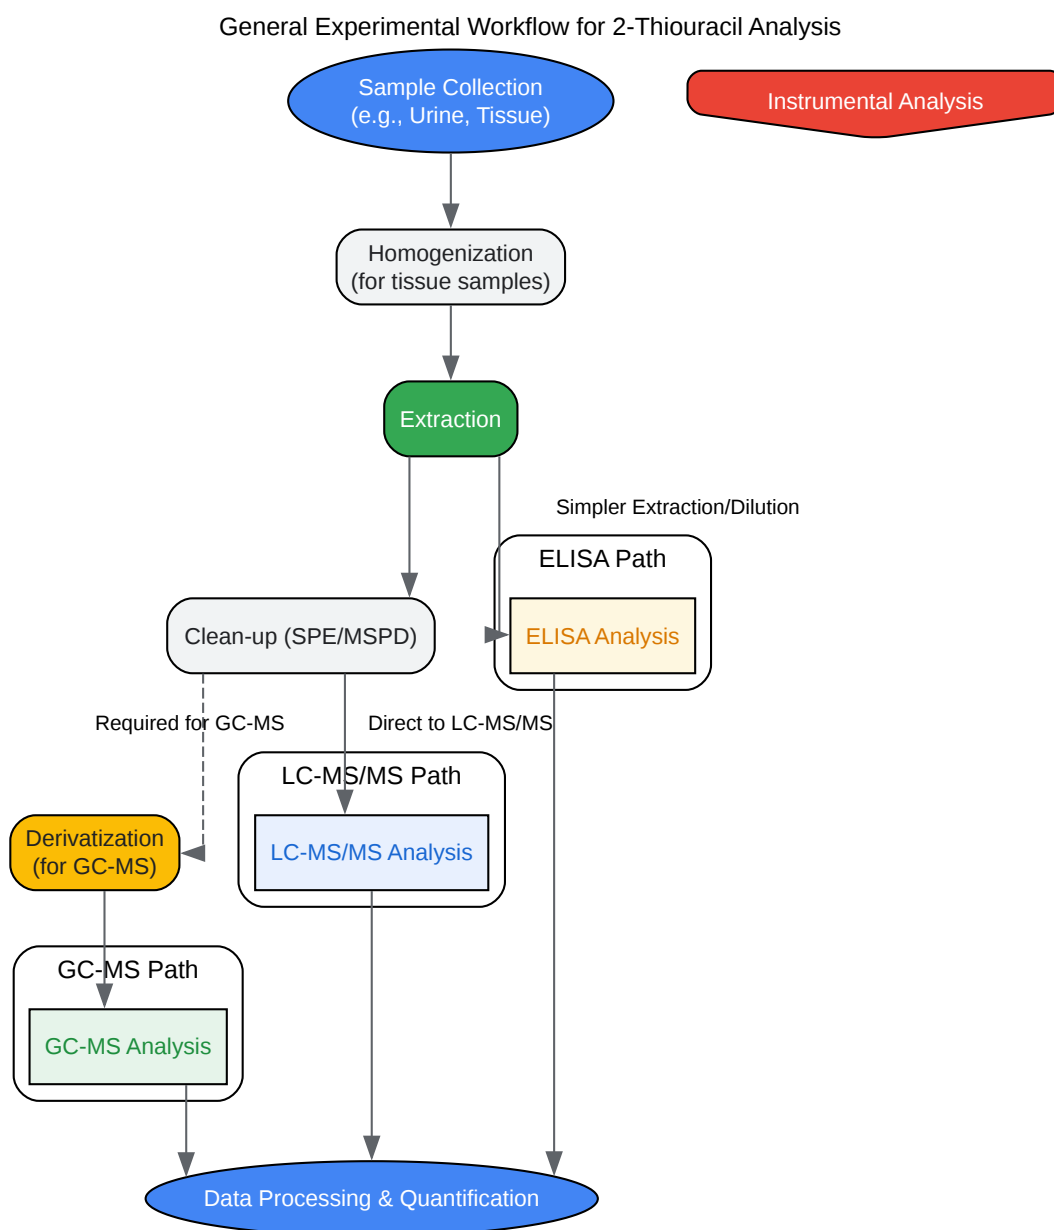 General Experimental Workflow for 2-Thiouracil Analysis
Sample Collection
(e.g., Urine, Tissue)
Instrumental Analysis
Homogenization
(for tissue samples)
Extraction
Simpler Extraction/Dilution
ELISA Path
Clean-up (SPE/MSPD)
ELISA Analysis
Required for GC-MS
Direct to LC-MS/MS
LC-MS/MS Path
Derivatization
(for GC-MS)
LC-MS/MS Analysis
GC-MS Path
GC-MS Analysis
Data Processing & Quantification